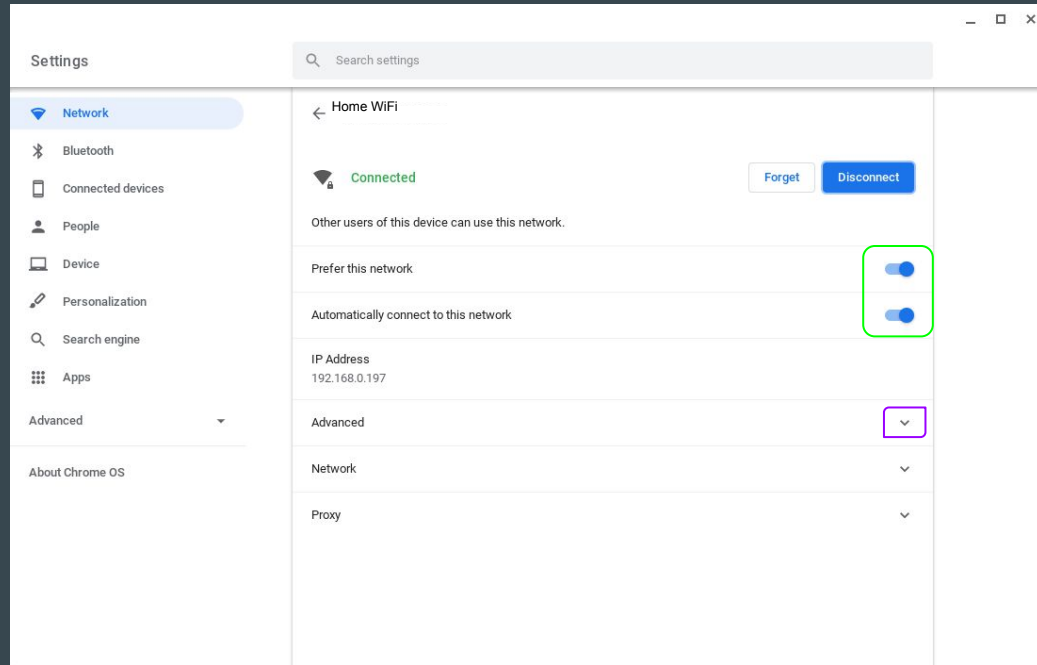 Settings
Search settings
Network
Bluetooth
Connected devices
People
Device
Personalization
Search engine
Apps
Advanced
About Chrome OS
Home WiFi
Connected
Forget
Disconnect
Other users of this device can use this network.
Prefer this network
Automatically connect to this network
IP Address
192.168.0.197
Advanced
Network
Proxy